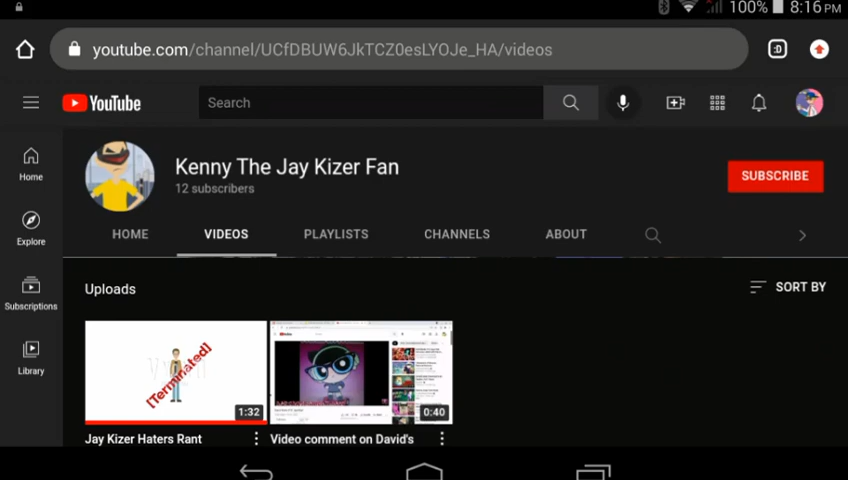 100% 8:16 PM
youtube.com/channel/UCfDBUW6JkTCZ0esLYOJe_HA/videos
:D
YouTube
Search
Kenny The Jay Kizer Fan
12 subscribers
SUBSCRIBE
Home
HOME VIDEOS PLAYLISTS CHANNELS ABOUT
Explore
Uploads
SORT BY
Subscriptions
Library
[Terminated]
1:32
0:40
Jay Kizer Haters Rant
Video comment on David's